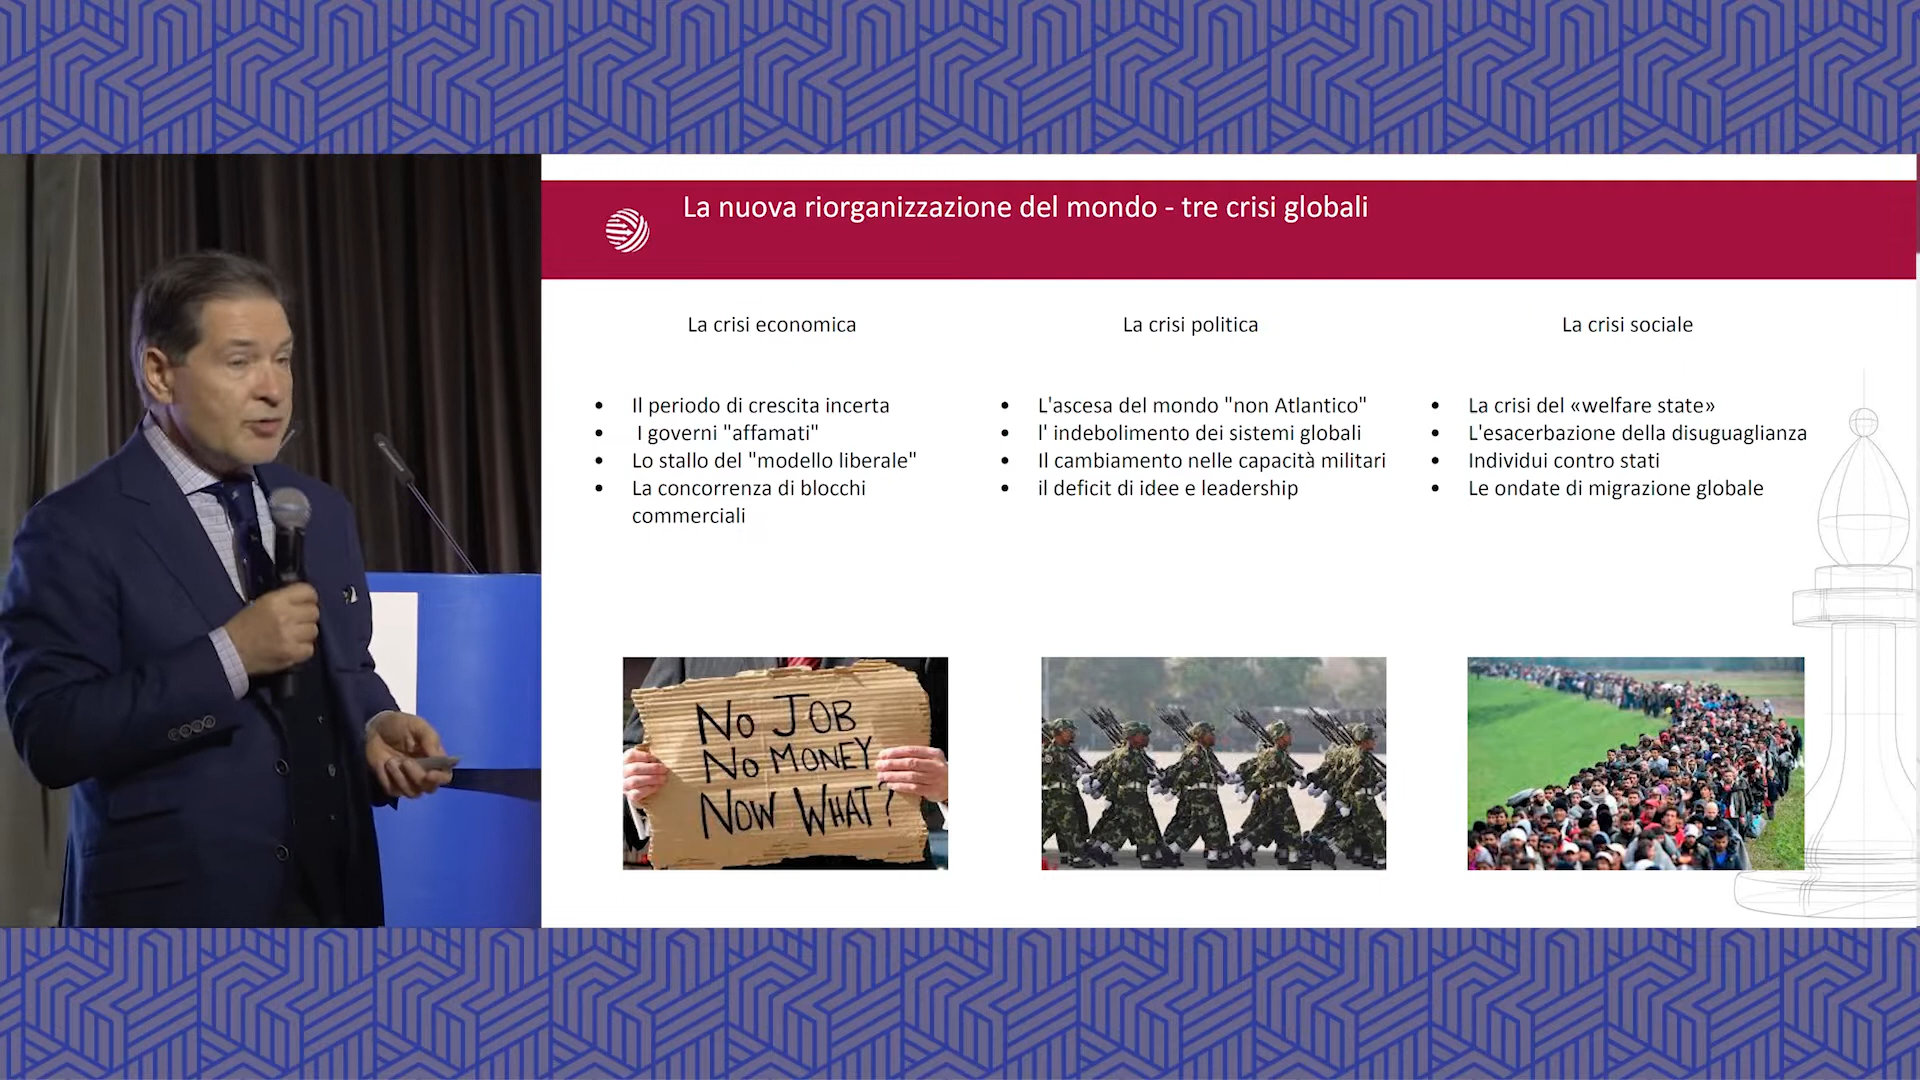 La nuova riorganizzazione del mondo - tre crisi globali
La crisi economica
Il periodo di crescita incerta
I governi "affamati"
Lo stallo del "modello liberale"
La concorrenza di blocchi
commerciali
La crisi politica
L'ascesa del mondo "non Atlantico"
l' indebolimento dei sistemi globali
Il cambiamento nelle capacità militari
il deficit di idee e leadership
La crisi sociale
La crisi del «welfare state»
L'esacerbazione della disuguaglianza
Individui contro stati
Le ondate di migrazione globale
NO JOB
NO MONEY
NOW WHAT?